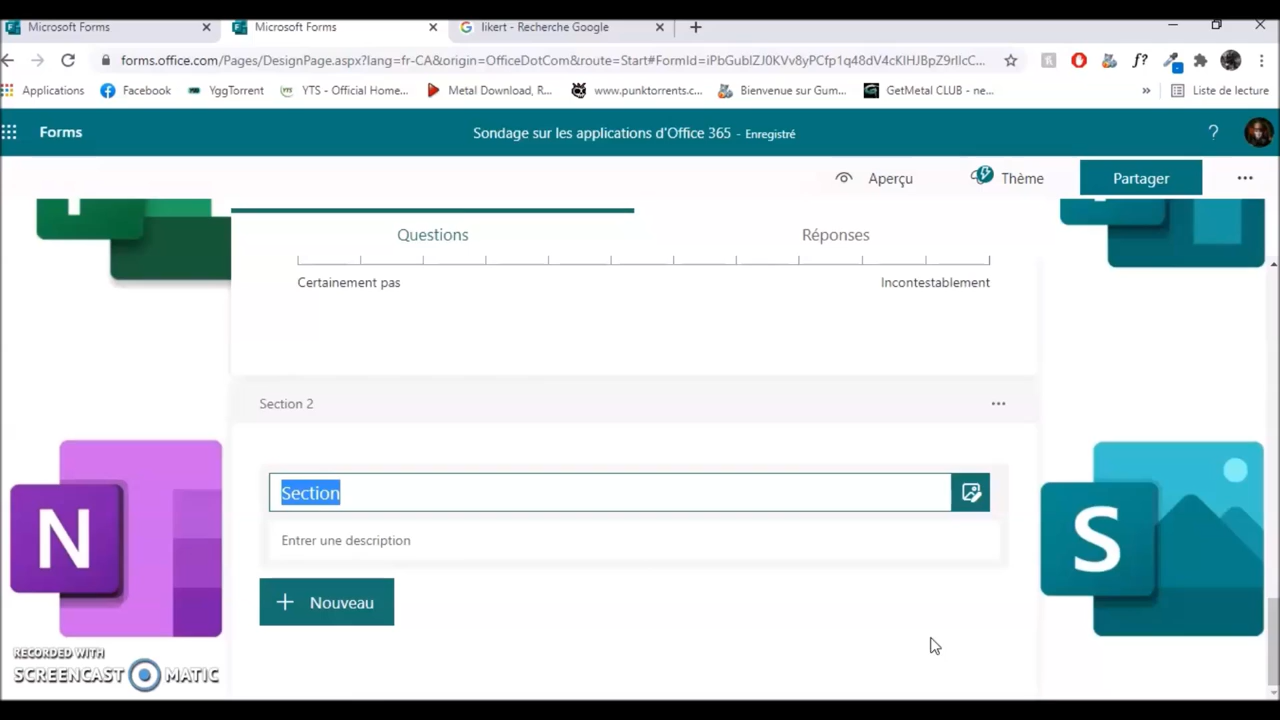 Microsoft Forms
Microsoft Forms
likert - Recherche Google
forms.office.com/Pages/DesignPage.aspx?lang=fr-CA&origin=OfficeDotCom&route=Start#FormId=iPbGublZJ0KVv8yPCfp1q48dV4cKlHJBpZ9rIlcC...
Applications
Facebook
YggTorrent
YTS - Official Home...
Metal Download, R...
www.punktorrents.c...
Bienvenue sur Gum...
GetMetal CLUB - ne...
»
Liste de lecture
Forms
Sondage sur les applications d'Office 365 - Enregistré
?
Aperçu
Thème
Partager
Questions
Réponses
Certainement pas
Incontestablement
Section 2
Section
Entrer une description
Nouveau
N
S
RECORDED WITH
SCREENCAST MATIC